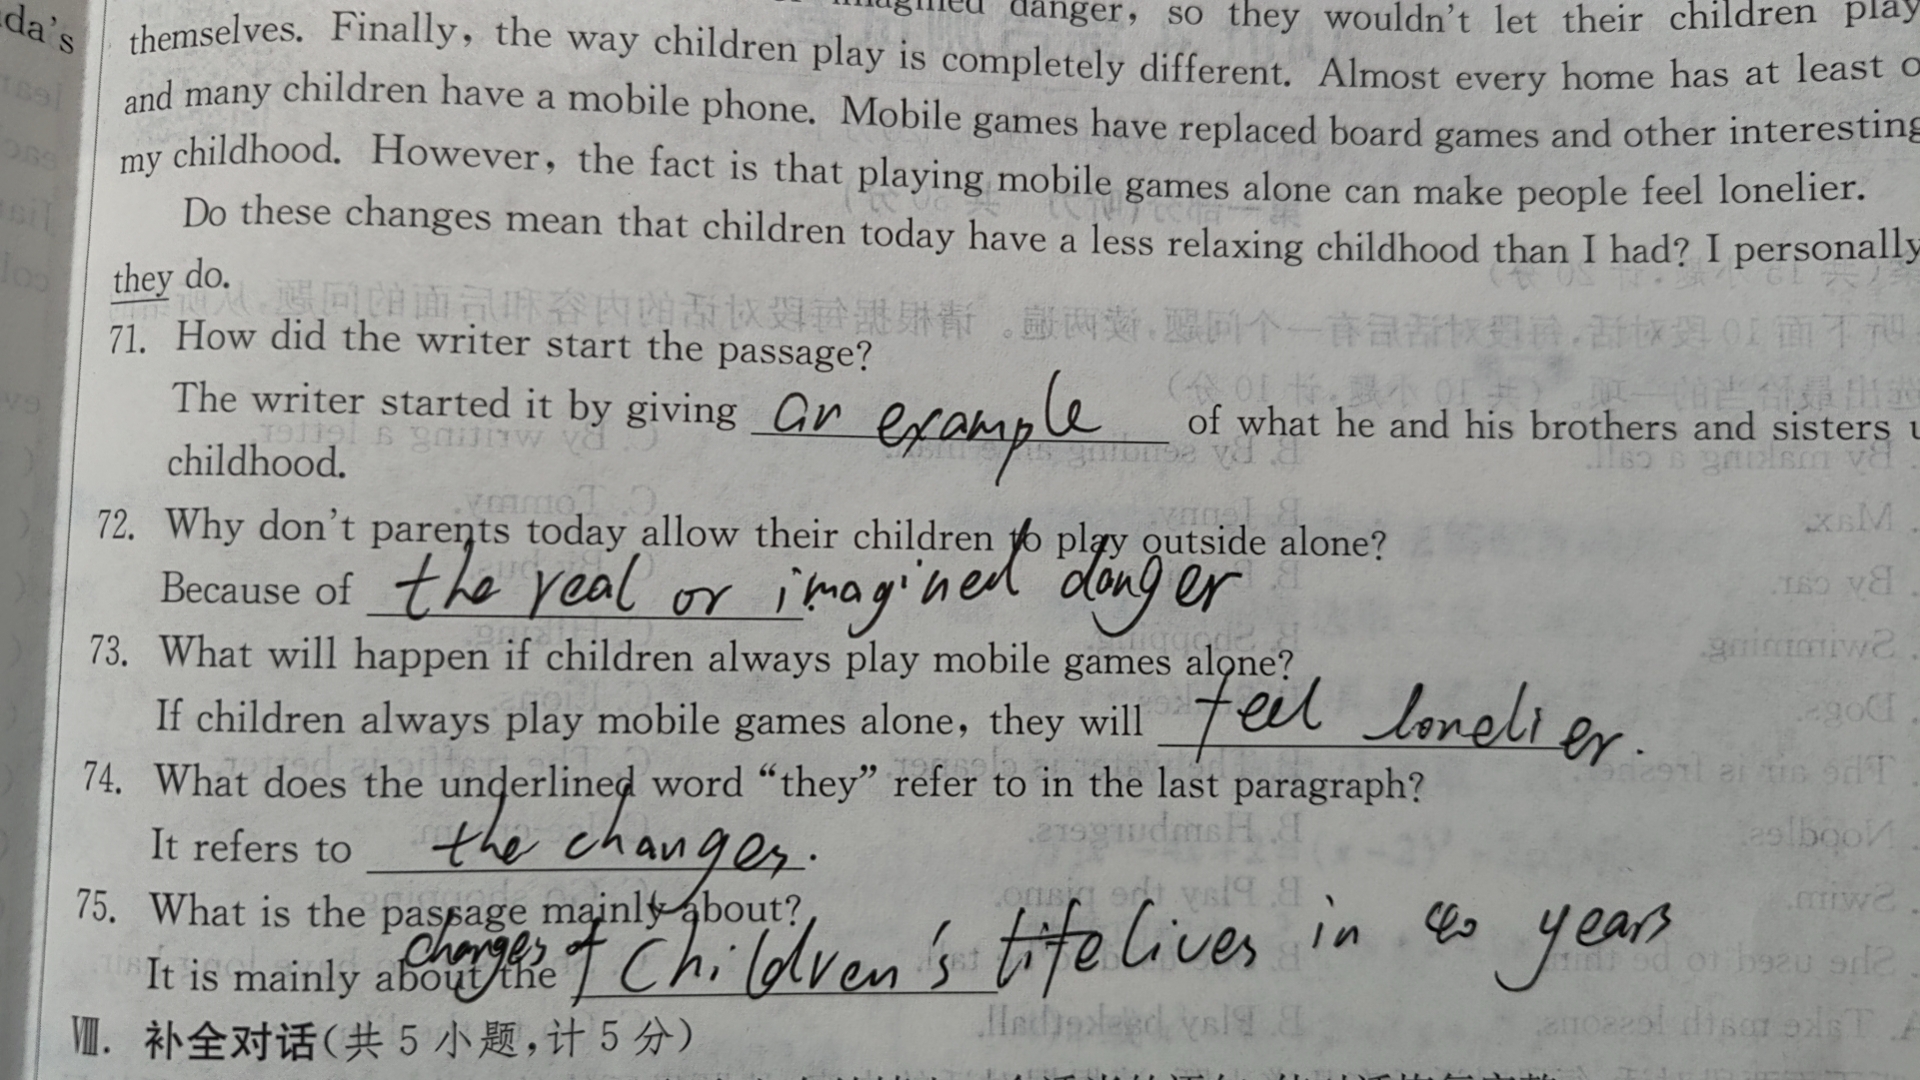 da's
imagined danger, so they wouldn't let their children play
themselves. Finally, the way children play is completely different. Almost every home has at least
and many children have a mobile phone. Mobile games have replaced board games and other interesting
my childhood. However, the fact is that playing mobile games alone can make people feel lonelier.
Do these changes mean that children today have a less relaxing childhood than I had? I personally
they do.
71. How did the writer start the passage?
The writer started it by giving an example of what he and his brothers and sisters
childhood.
72. Why don't parents today allow their children to play outside alone?
Because of the real or imagined danger
73. What will happen if children always play mobile games alone?
If children always play mobile games alone, they will feel lonelier.
74. What does the underlined word “they” refer to in the last paragraph?
It refers to the changes.
75. What is the passage mainly about?
changes of
It is mainly about the children's life lives in 40 years
Ⅷ. 补全对话(共 5 小题,计 5 分)